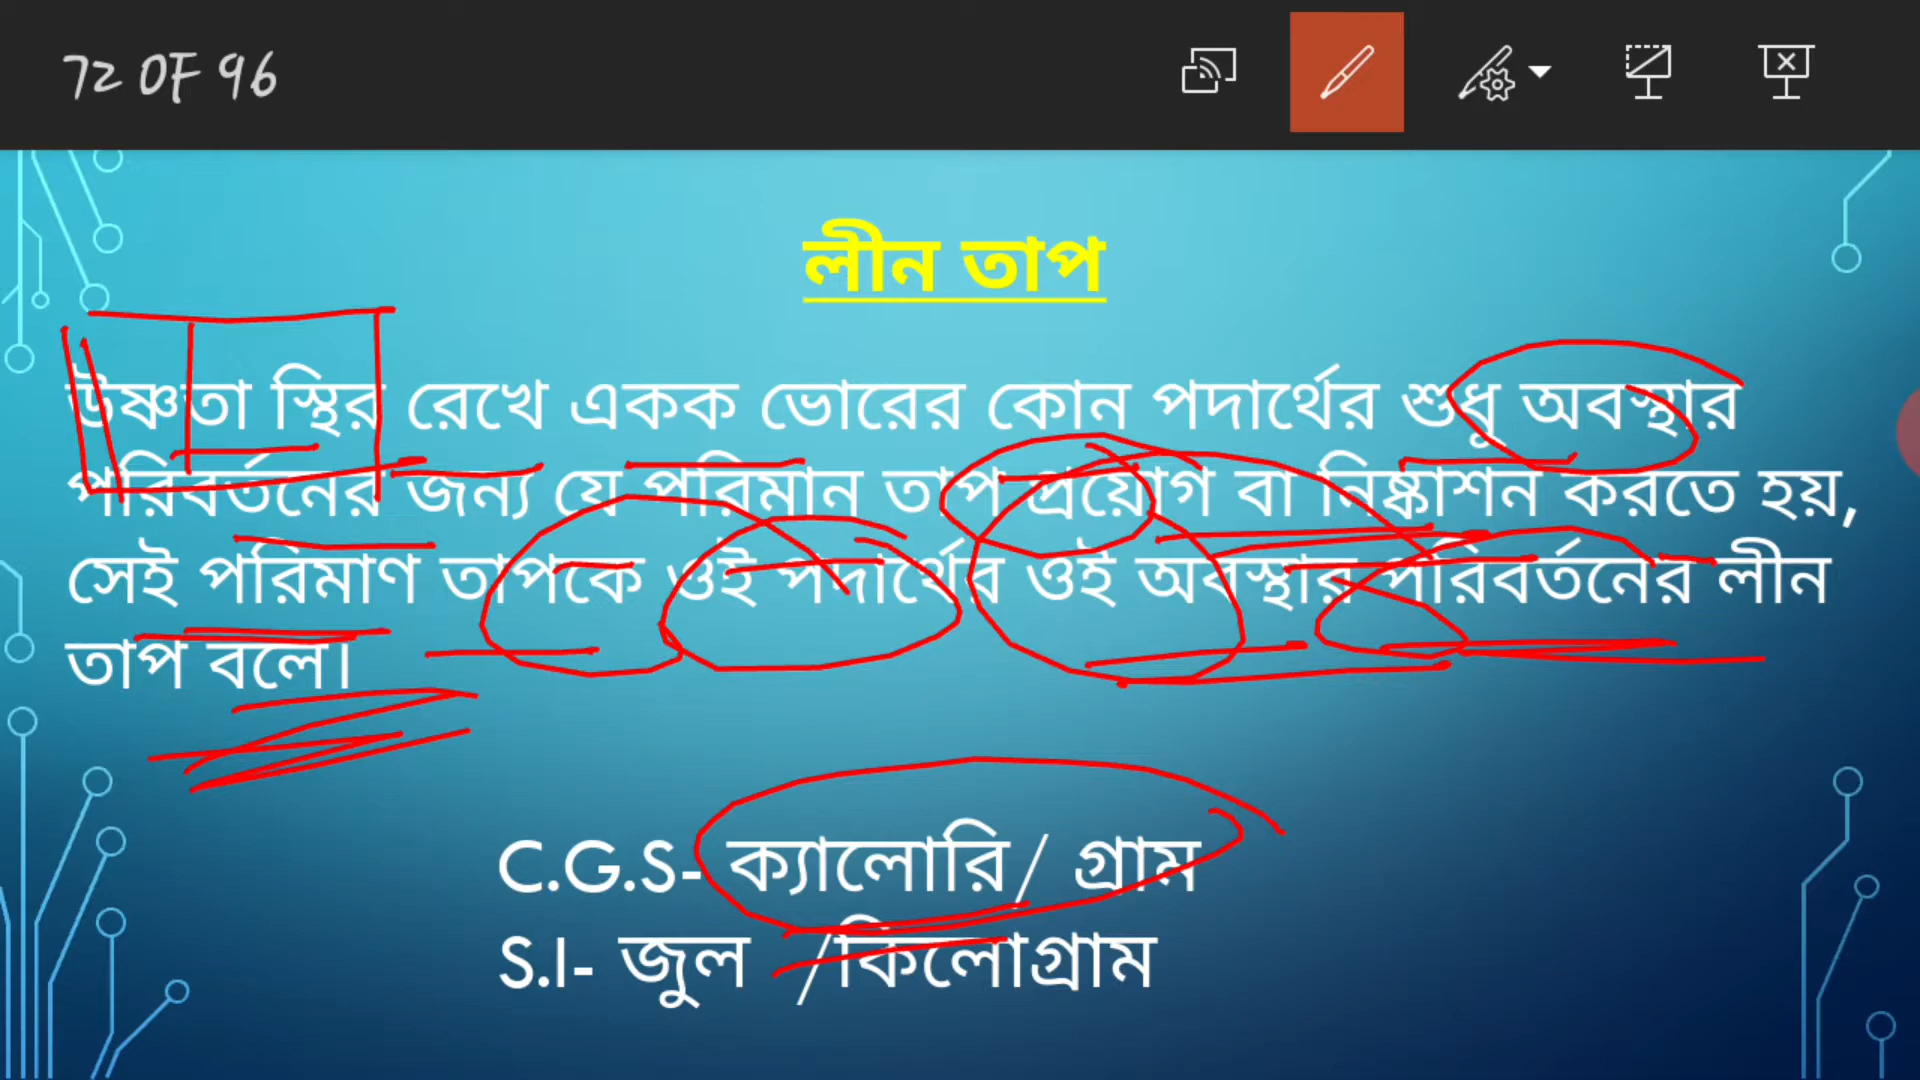 72 OF 96
লীন তাপ
উষ্ণতা স্থির রেখে একক ভোরের কোন পদার্থের শুধু অবস্থার
পরিবর্তনের জন্য যে পরিমান তাপ প্রয়োগ বা নিষ্কাশন করতে হয়,
সেই পরিমাণ তাপকে ওই পদার্থের ওই অবস্থার পরিবর্তনের লীন
তাপ বলে।
C.G.S- ক্যালোরি/ গ্রাম
S.I- জুল /কিলোগ্রাম